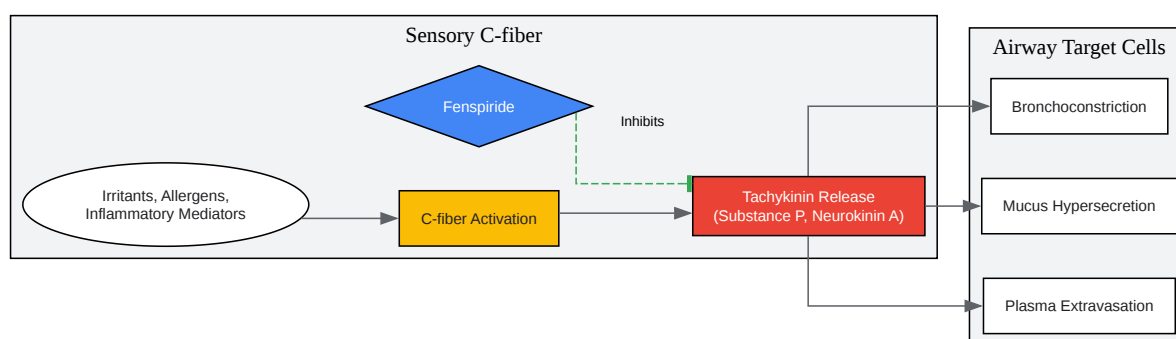 Sensory C-fiber
Airway Target Cells
Fenspiride
Inhibits
Bronchoconstriction
Irritants, Allergens,
Inflammatory Mediators
C-fiber Activation
Tachykinin Release
(Substance P, Neurokinin A)
Mucus Hypersecretion
Plasma Extravasation